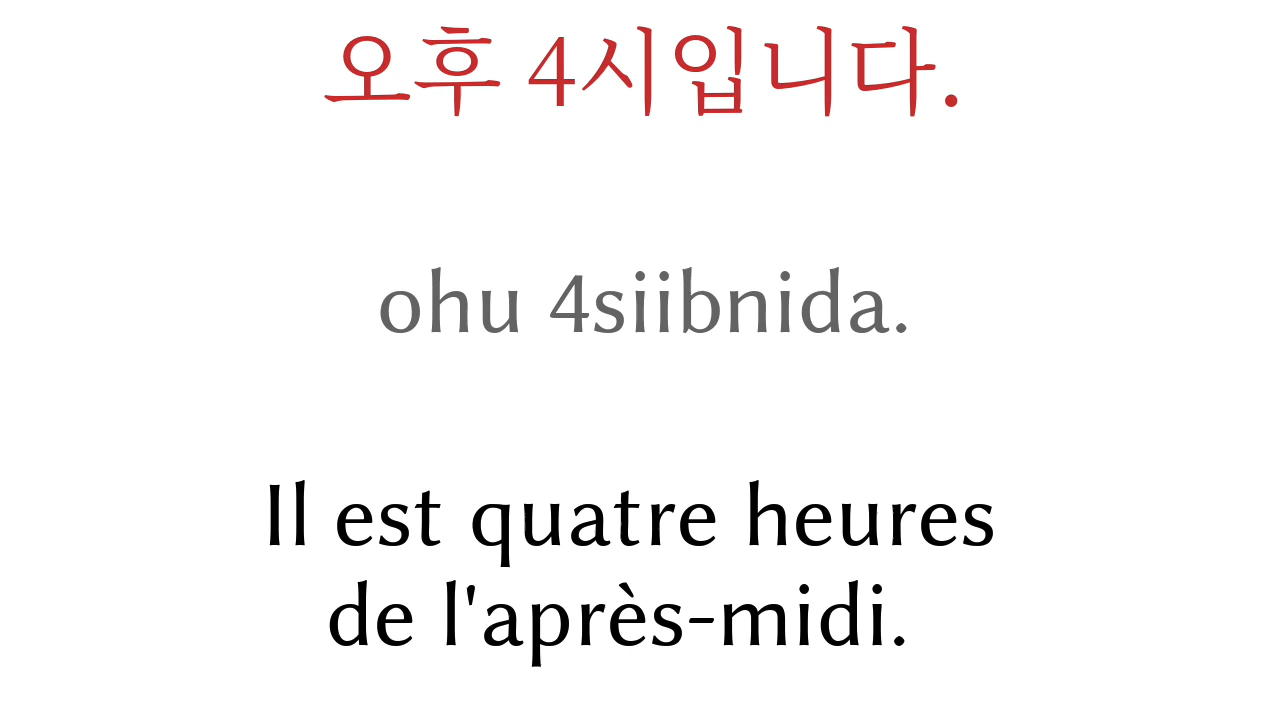 오후 4시입니다.
ohu 4siibnida.
Il est quatre heures
de l'après-midi.